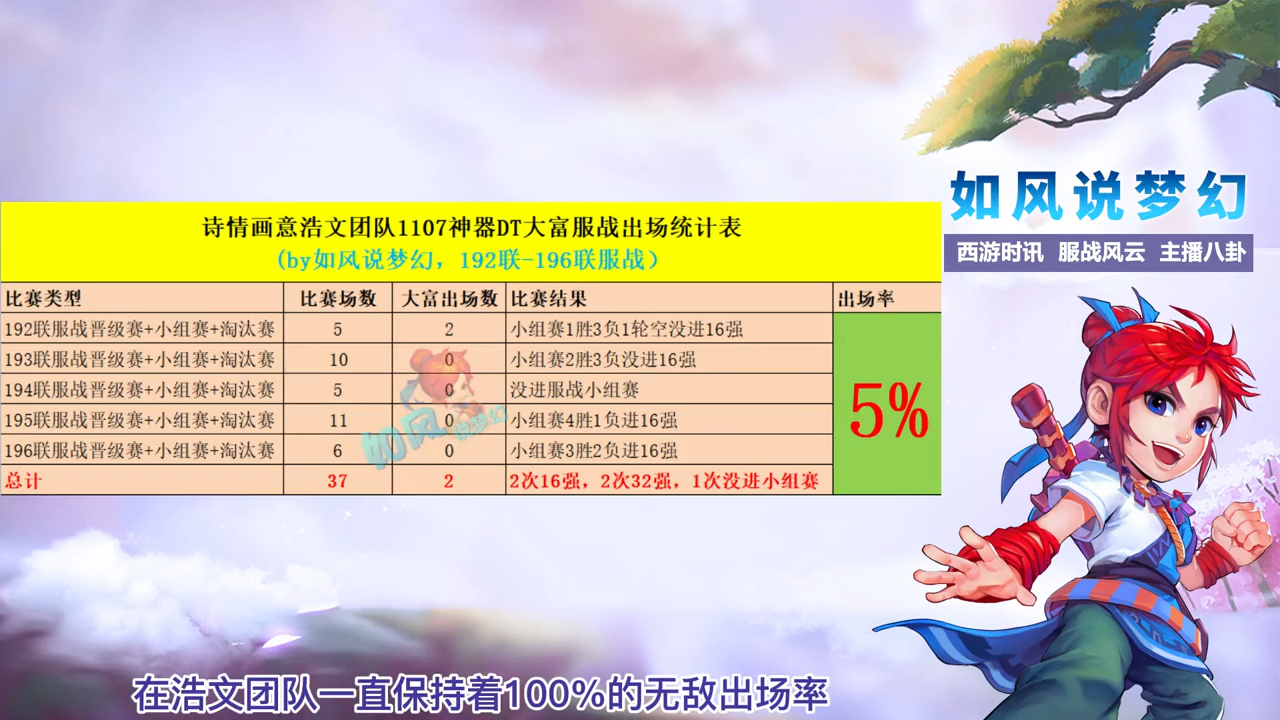 如风说梦幻
西游时讯 服战风云 主播八卦
诗情画意浩文团队1107神器DT大富服战出场统计表
(by如风说梦幻，192联-196联服战）
比赛类型 比赛场数 大富出场数 比赛结果 出场率
192联服战晋级赛+小组赛+淘汰赛 5 2 小组赛1胜3负1轮空没进16强
193联服战晋级赛+小组赛+淘汰赛 10 0 小组赛2胜3负没进16强
194联服战晋级赛+小组赛+淘汰赛 5 0 没进服战小组赛
195联服战晋级赛+小组赛+淘汰赛 11 0 小组赛4胜1负进16强
196联服战晋级赛+小组赛+淘汰赛 6 0 小组赛3胜2负进16强
总计 37 2 2次16强，2次32强，1次没进小组赛
5%
如风说梦幻
在浩文团队一直保持着100%的无敌出场率